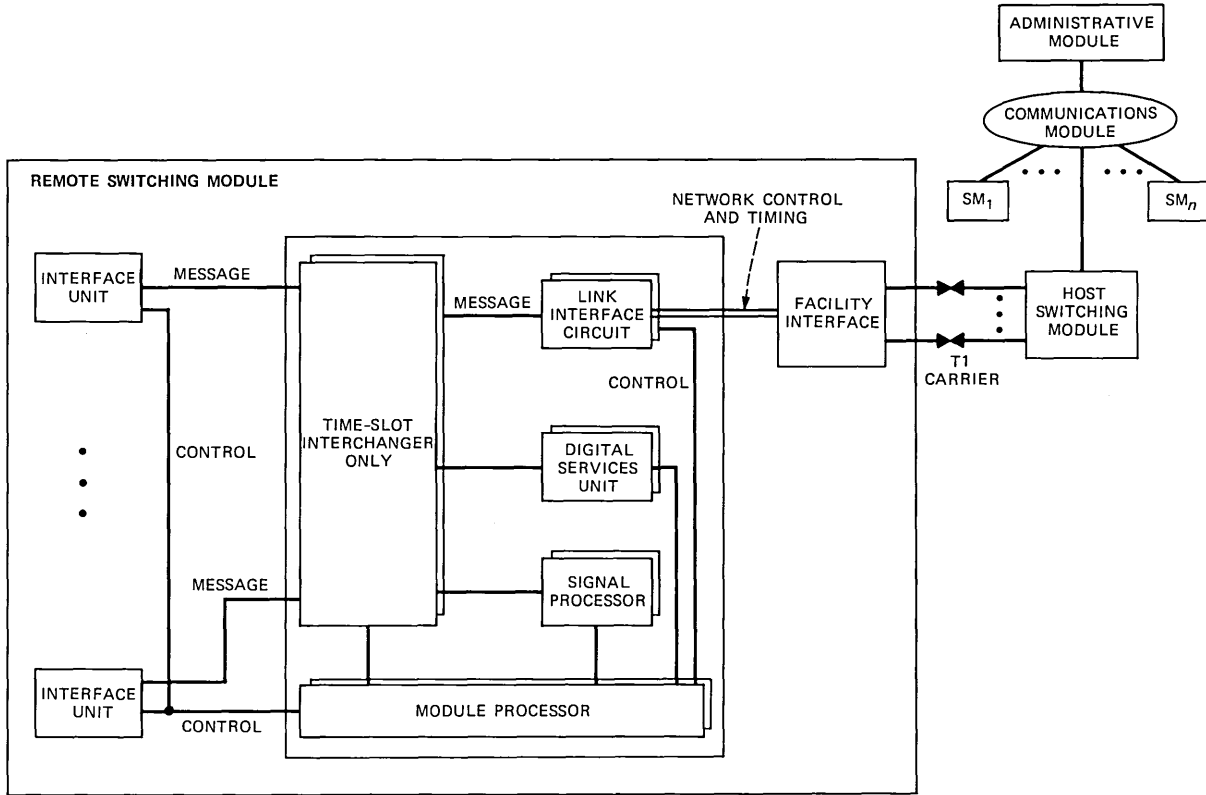 ADMINISTRATIVE
MODULE
COMMUNICATIONS
MODULE
SM1
SMn
REMOTE SWITCHING MODULE
NETWORK CONTROL
AND TIMING
INTERFACE
UNIT
MESSAGE
MESSAGE
LINK
INTERFACE
CIRCUIT
FACILITY
INTERFACE
HOST
SWITCHING
MODULE
T1
CARRIER
CONTROL
TIME-SLOT
INTERCHANGER
ONLY
CONTROL
DIGITAL
SERVICES
UNIT
MESSAGE
SIGNAL
PROCESSOR
INTERFACE
UNIT
CONTROL
MODULE PROCESSOR